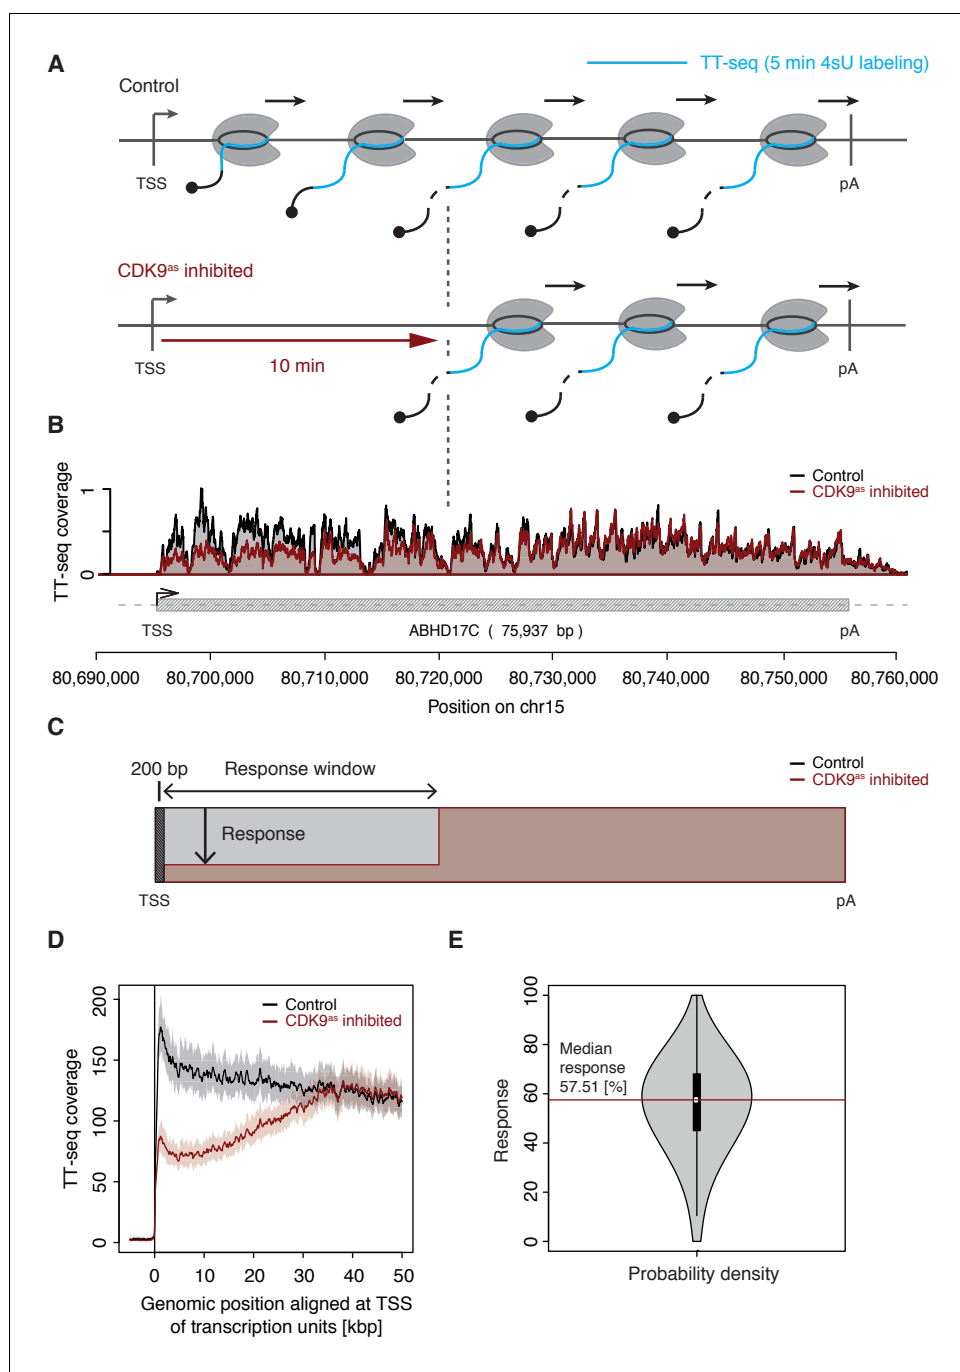 A
TT-seq (5 min 4sU labeling)
Control
TSS
pA
CDK9as inhibited
TSS
10 min
pA
B
TT-seq coverage
1
0
Control
CDK9as inhibited
TSS
ABHD17C ( 75,937 bp )
pA
80,690,000 80,700,000 80,710,000 80,720,000 80,730,000 80,740,000 80,750,000 80,760,000
Position on chr15
C
200 bp
Response window
Control
CDK9as inhibited
Response
TSS
pA
D
TT-seq coverage
200
150
100
50
0
Control
CDK9as inhibited
0 10 20 30 40 50
Genomic position aligned at TSS
of transcription units [kbp]
E
Response
100
80
60
40
20
0
Median
response
57.51 [%]
Probability density